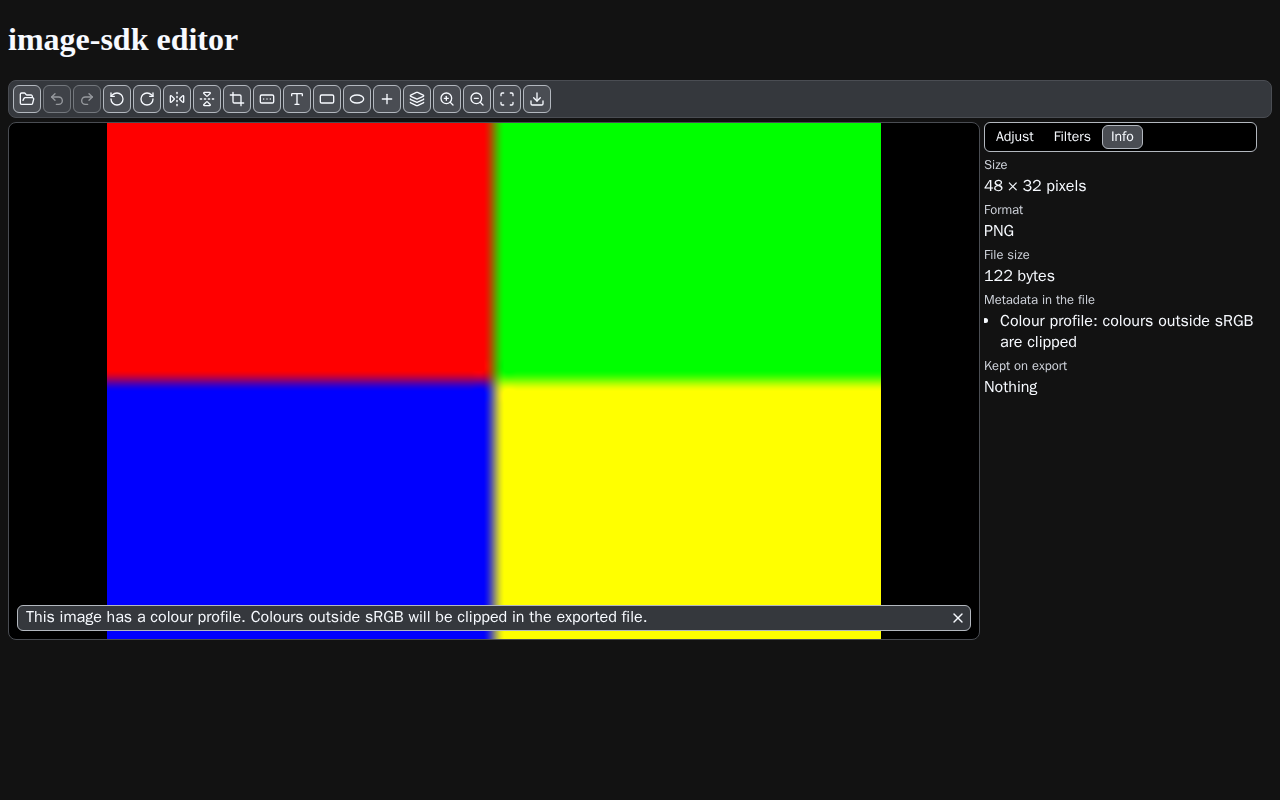 image-sdk editor
Adjust Filters Info
Size
48 × 32 pixels
Format
PNG
File size
122 bytes
Metadata in the file
• Colour profile: colours outside sRGB
are clipped
Kept on export
Nothing
This image has a colour profile. Colours outside sRGB will be clipped in the exported file.